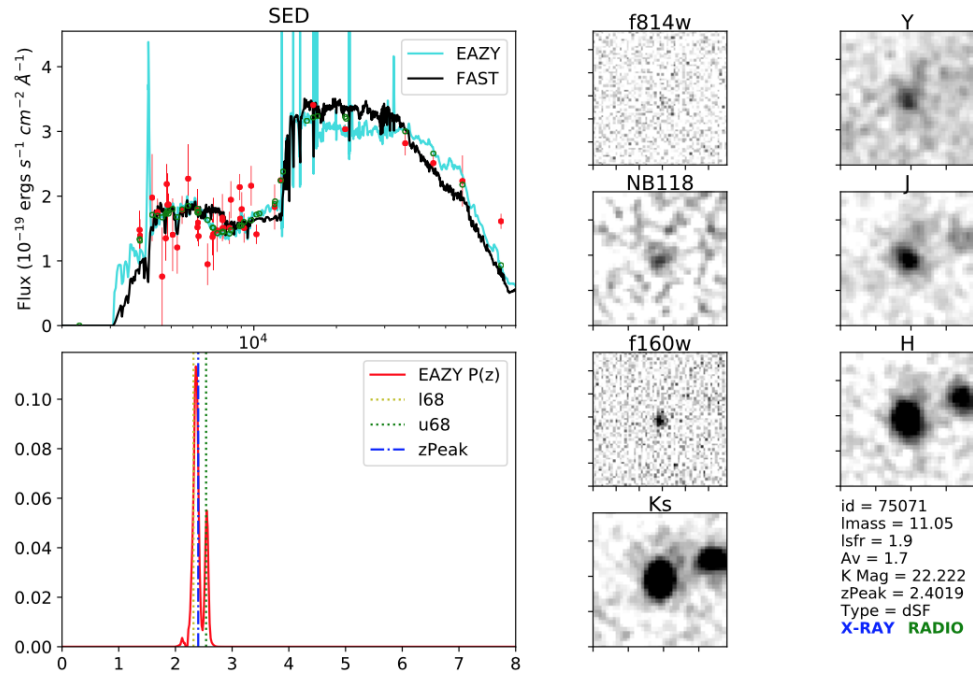 SED
Flux (10⁻¹⁹ ergs s⁻¹ cm⁻² Å⁻¹)
4
3
2
1
0
EAZY
FAST
10⁴
0.10
0.08
0.06
0.04
0.02
0.00
EAZY P(z)
l68
u68
zPeak
0 1 2 3 4 5 6 7 8
f814w
Y
NB118
J
f160w
H
Ks
id = 75071
lmass = 11.05
lsfr = 1.9
Av = 1.7
K Mag = 22.222
zPeak = 2.4019
Type = dSF
X-RAY RADIO